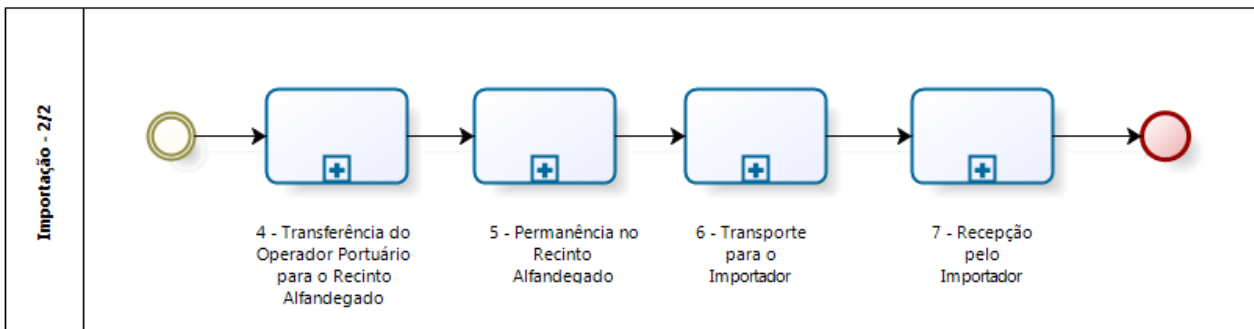 Importação - 2/2
4 - Transferência do
Operador Portuário
para o Recinto
Alfandegado
5 - Permanência no
Recinto
Alfandegado
6 - Transporte
para o
Importador
7 - Recepção
pelo
Importador